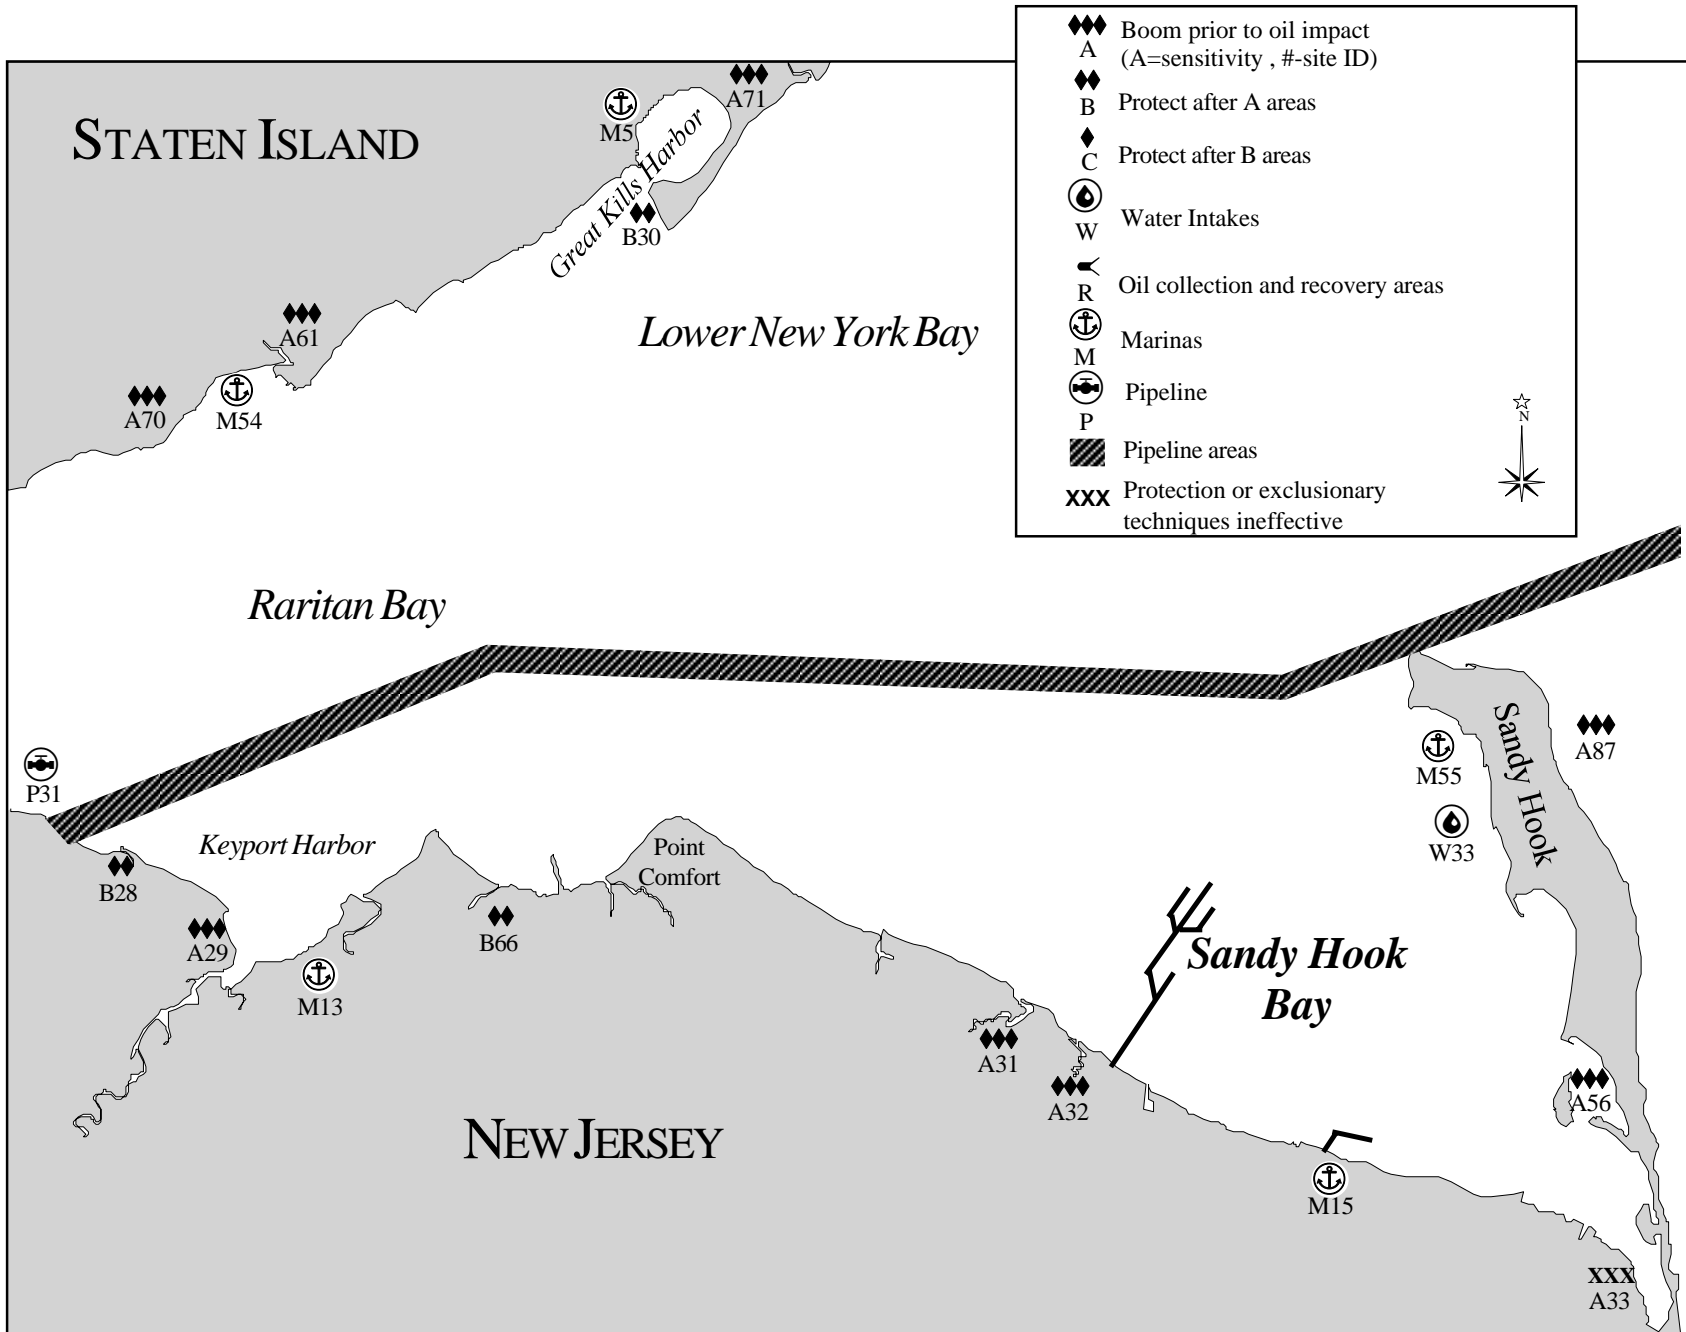 Boom prior to oil impact
A
(A=sensitivity , #-site ID)
B
Protect after A areas
C
Protect after B areas
W
Water Intakes
R
Oil collection and recovery areas
M
Marinas
P
Pipeline
Pipeline areas
XXX
Protection or exclusionary
techniques ineffective
N
STATEN ISLAND
A71
M5
Great Kills Harbor
B30
A61
Lower New York Bay
A70
M54
Raritan Bay
Sandy Hook
A87
M55
P31
Keyport Harbor
Point
Comfort
W33
B28
A29
B66
M13
Sandy Hook
Bay
A31
A32
A56
NEW JERSEY
M15
XXX
A33